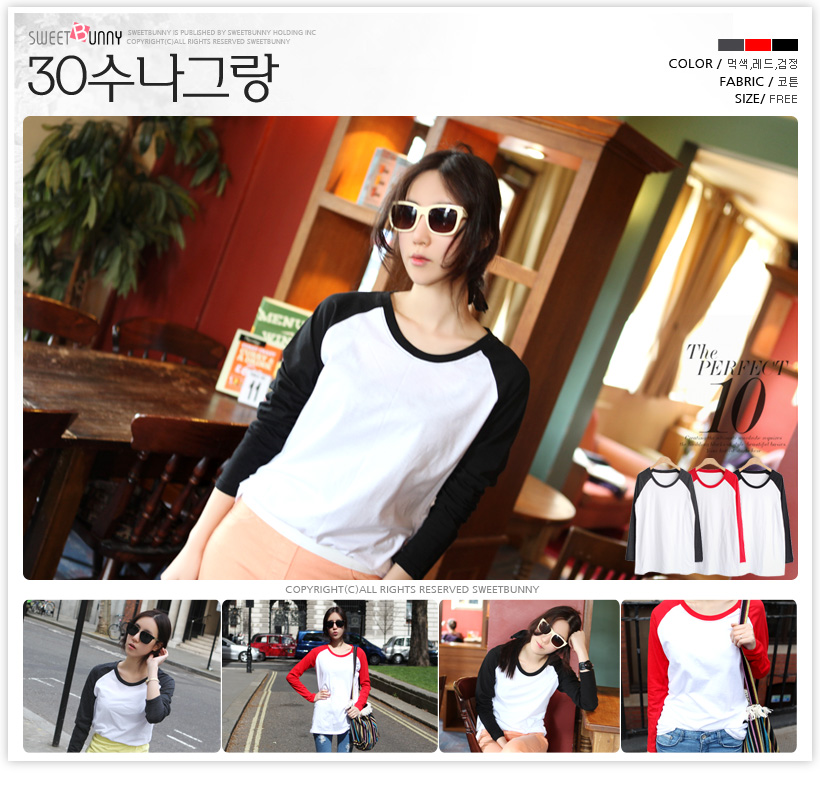 SWEETBUNNY
SWEETBUNNY IS PUBLISHED BY SWEETBUNNY HOLDING INC
COPYRIGHT(C)ALL RIGHTS RESERVED SWEETBUNNY
30수나그랑
COLOR / 먹색,레드,검정
FABRIC / 코튼
SIZE/ FREE
MENU
WIN
The
PERFECT
10
COPYRIGHT(C)ALL RIGHTS RESERVED SWEETBUNNY